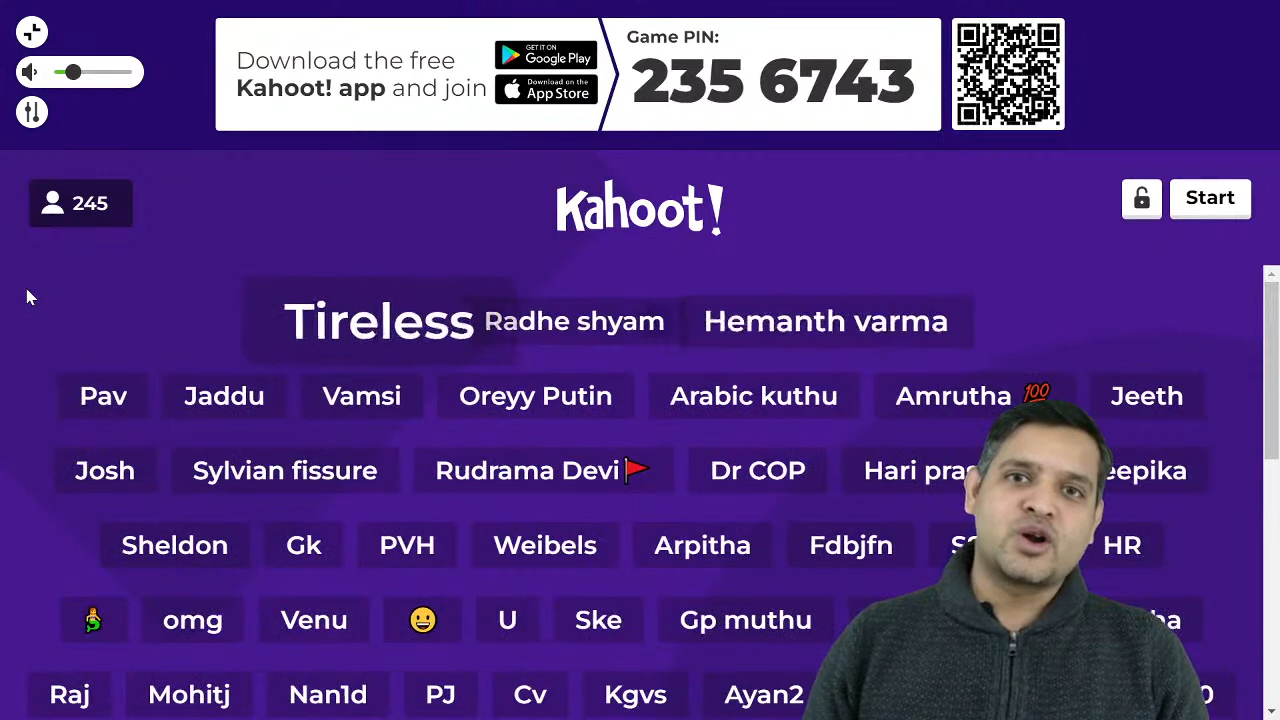 Download the free
Kahoot! app and join
GET IT ON
Google Play
Download on the
App Store
Game PIN:
235 6743
245
Kahoot!
Start
Tireless Radhe shyam Hemanth varma
Pav Jaddu Vamsi Oreyy Putin Arabic kuthu Amrutha 💯 Jeeth
Josh Sylvian fissure Rudrama Devi🚩 Dr COP Hari
Sheldon Gk PVH Weibels Arpitha Fdbjfn HR
omg Venu 😀 U Ske Gp muthu
Raj Mohitj Nan1d PJ Cv Kgvs Ayan2